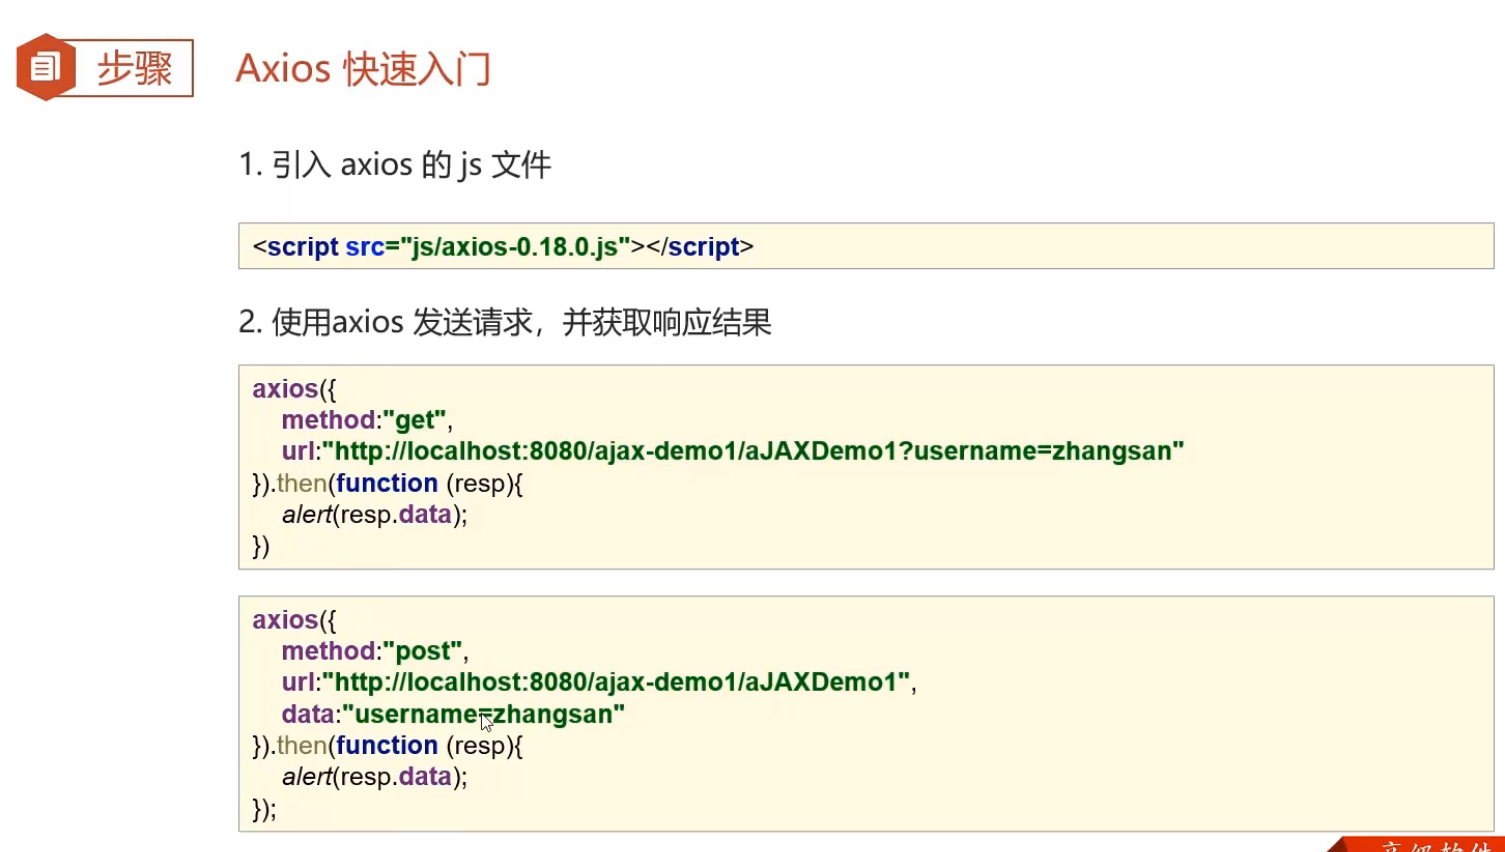 步骤
Axios 快速入门
1. 引入 axios 的 js 文件
<script src="js/axios-0.18.0.js"></script>
2. 使用axios 发送请求，并获取响应结果
axios({
method:"get",
url:"http://localhost:8080/ajax-demo1/aJAXDemo1?username=zhangsan"
}).then(function (resp){
alert(resp.data);
})
axios({
method:"post",
url:"http://localhost:8080/ajax-demo1/aJAXDemo1",
data:"username=zhangsan"
}).then(function (resp){
alert(resp.data);
});